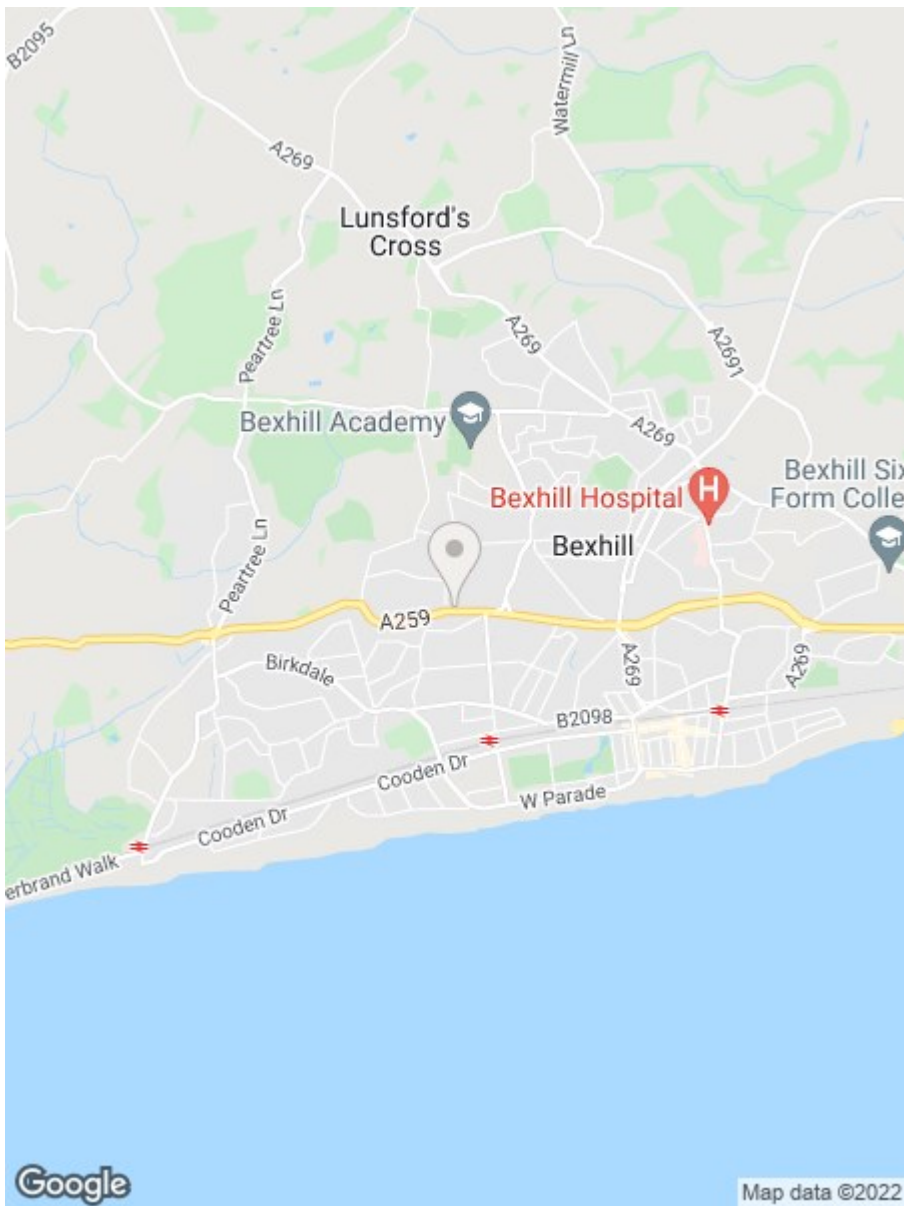 B2095
Watermill Ln
A269
Lunsford's
Cross
Peartree Ln
A269
A2691
Bexhill Academy
A269
Bexhill Six
Form Colle
Bexhill Hospital
H
Bexhill
Peartree Ln
A259
Birkdale
A269
A269
B2098
Cooden Dr
W Parade
Cooden Dr
erbrand Walk
Google
Map data ©2022